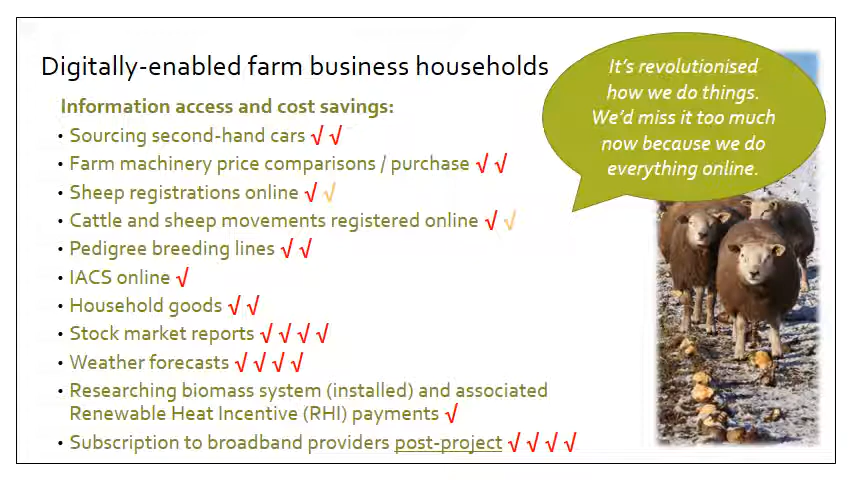 Digitally-enabled farm business households
Information access and cost savings:
• Sourcing second-hand cars √ √
• Farm machinery price comparisons / purchase √ √
• Sheep registrations online √ √
• Cattle and sheep movements registered online √ √
• Pedigree breeding lines √ √
• IACS online √
• Household goods √ √
• Stock market reports √ √ √ √
• Weather forecasts √ √ √ √
• Researching biomass system (installed) and associated
Renewable Heat Incentive (RHI) payments √
• Subscription to broadband providers post-project √ √ √ √
It's revolutionised
how we do things.
We'd miss it too much
now because we do
everything online.